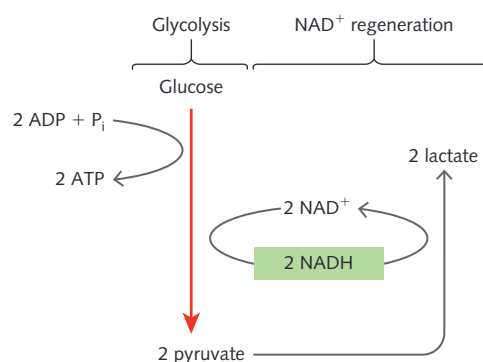 Glycolysis
NAD⁺ regeneration
Glucose
2 ADP + Pᵢ
2 ATP
2 lactate
2 NAD⁺
2 NADH
2 pyruvate